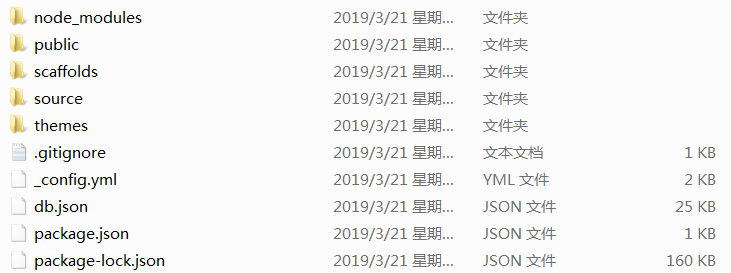 node_modules 2019/3/21 星期... 文件夹
public 2019/3/21 星期... 文件夹
scaffolds 2019/3/21 星期... 文件夹
source 2019/3/21 星期... 文件夹
themes 2019/3/21 星期... 文件夹
.gitignore 2019/3/21 星期... 文本文档 1 KB
_config.yml 2019/3/21 星期... YML 文件 2 KB
db.json 2019/3/21 星期... JSON 文件 25 KB
package.json 2019/3/21 星期... JSON 文件 1 KB
package-lock.json 2019/3/21 星期... JSON 文件 160 KB